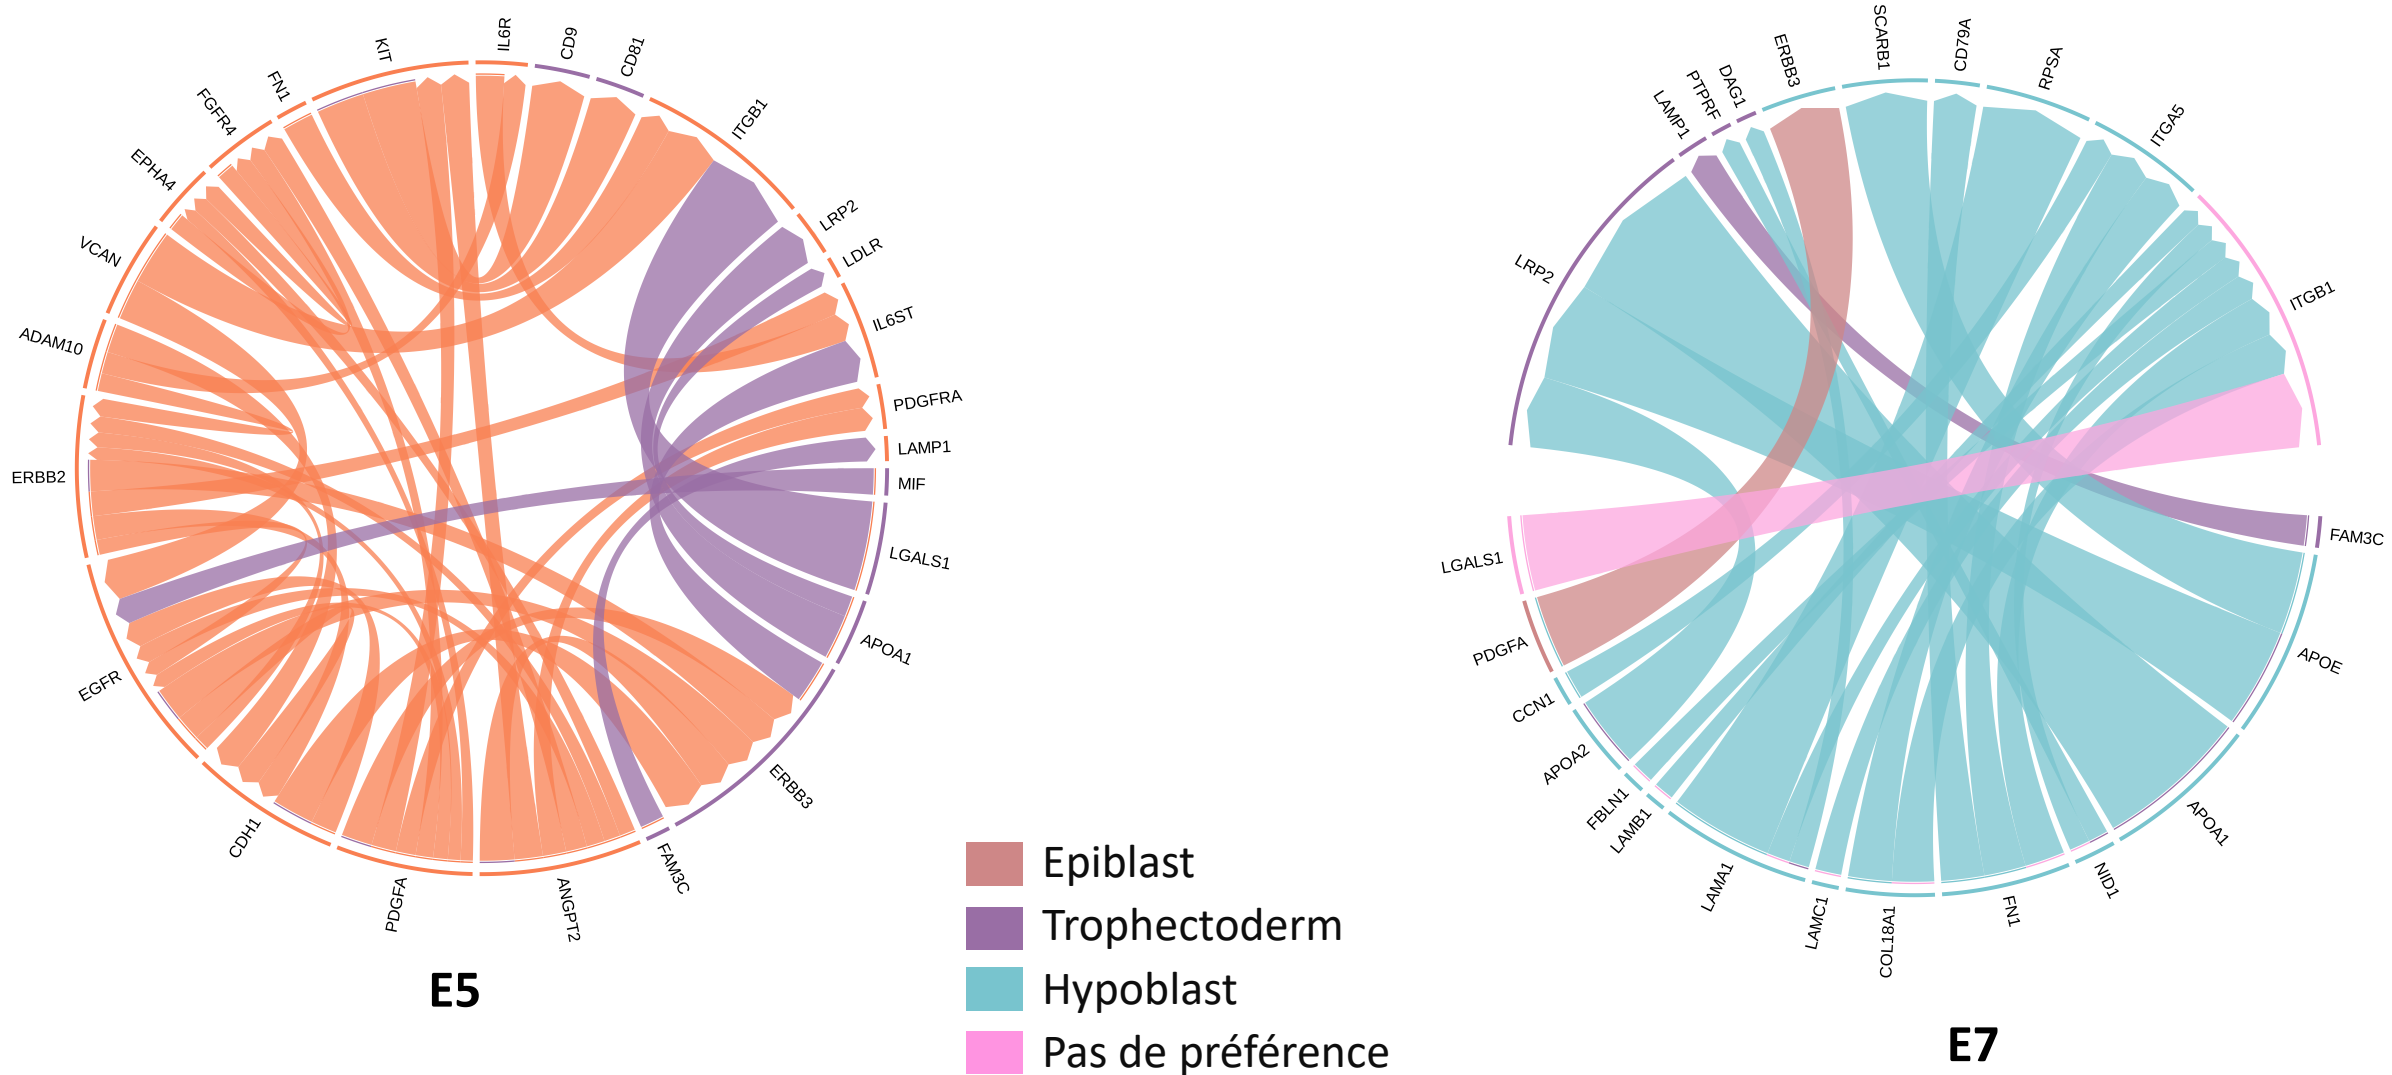 IL6R
CD9
CD81
ITGB1
LRP2
LDLR
IL6ST
PDGFRA
LAMP1
MIF
LGALS1
APOA1
ERBB3
FAM3C
ANGPT2
PDGFA
CDH1
EGFR
ERBB2
ADAM10
VCAN
EPHA4
FGFR4
FN1
KIT
E5
Epiblast
Trophectoderm
Hypoblast
Pas de préférence
LRP2
LAMP1
PTPRF
DAG1
ERBB3
SCARB1
CD79A
RPSA
ITGA5
ITGB1
FAM3C
APOE
APOA1
NID1
FN1
COL18A1
LAMC1
LAMA1
LAMB1
FBLN1
APOA2
CCN1
PDGFA
LGALS1
E7